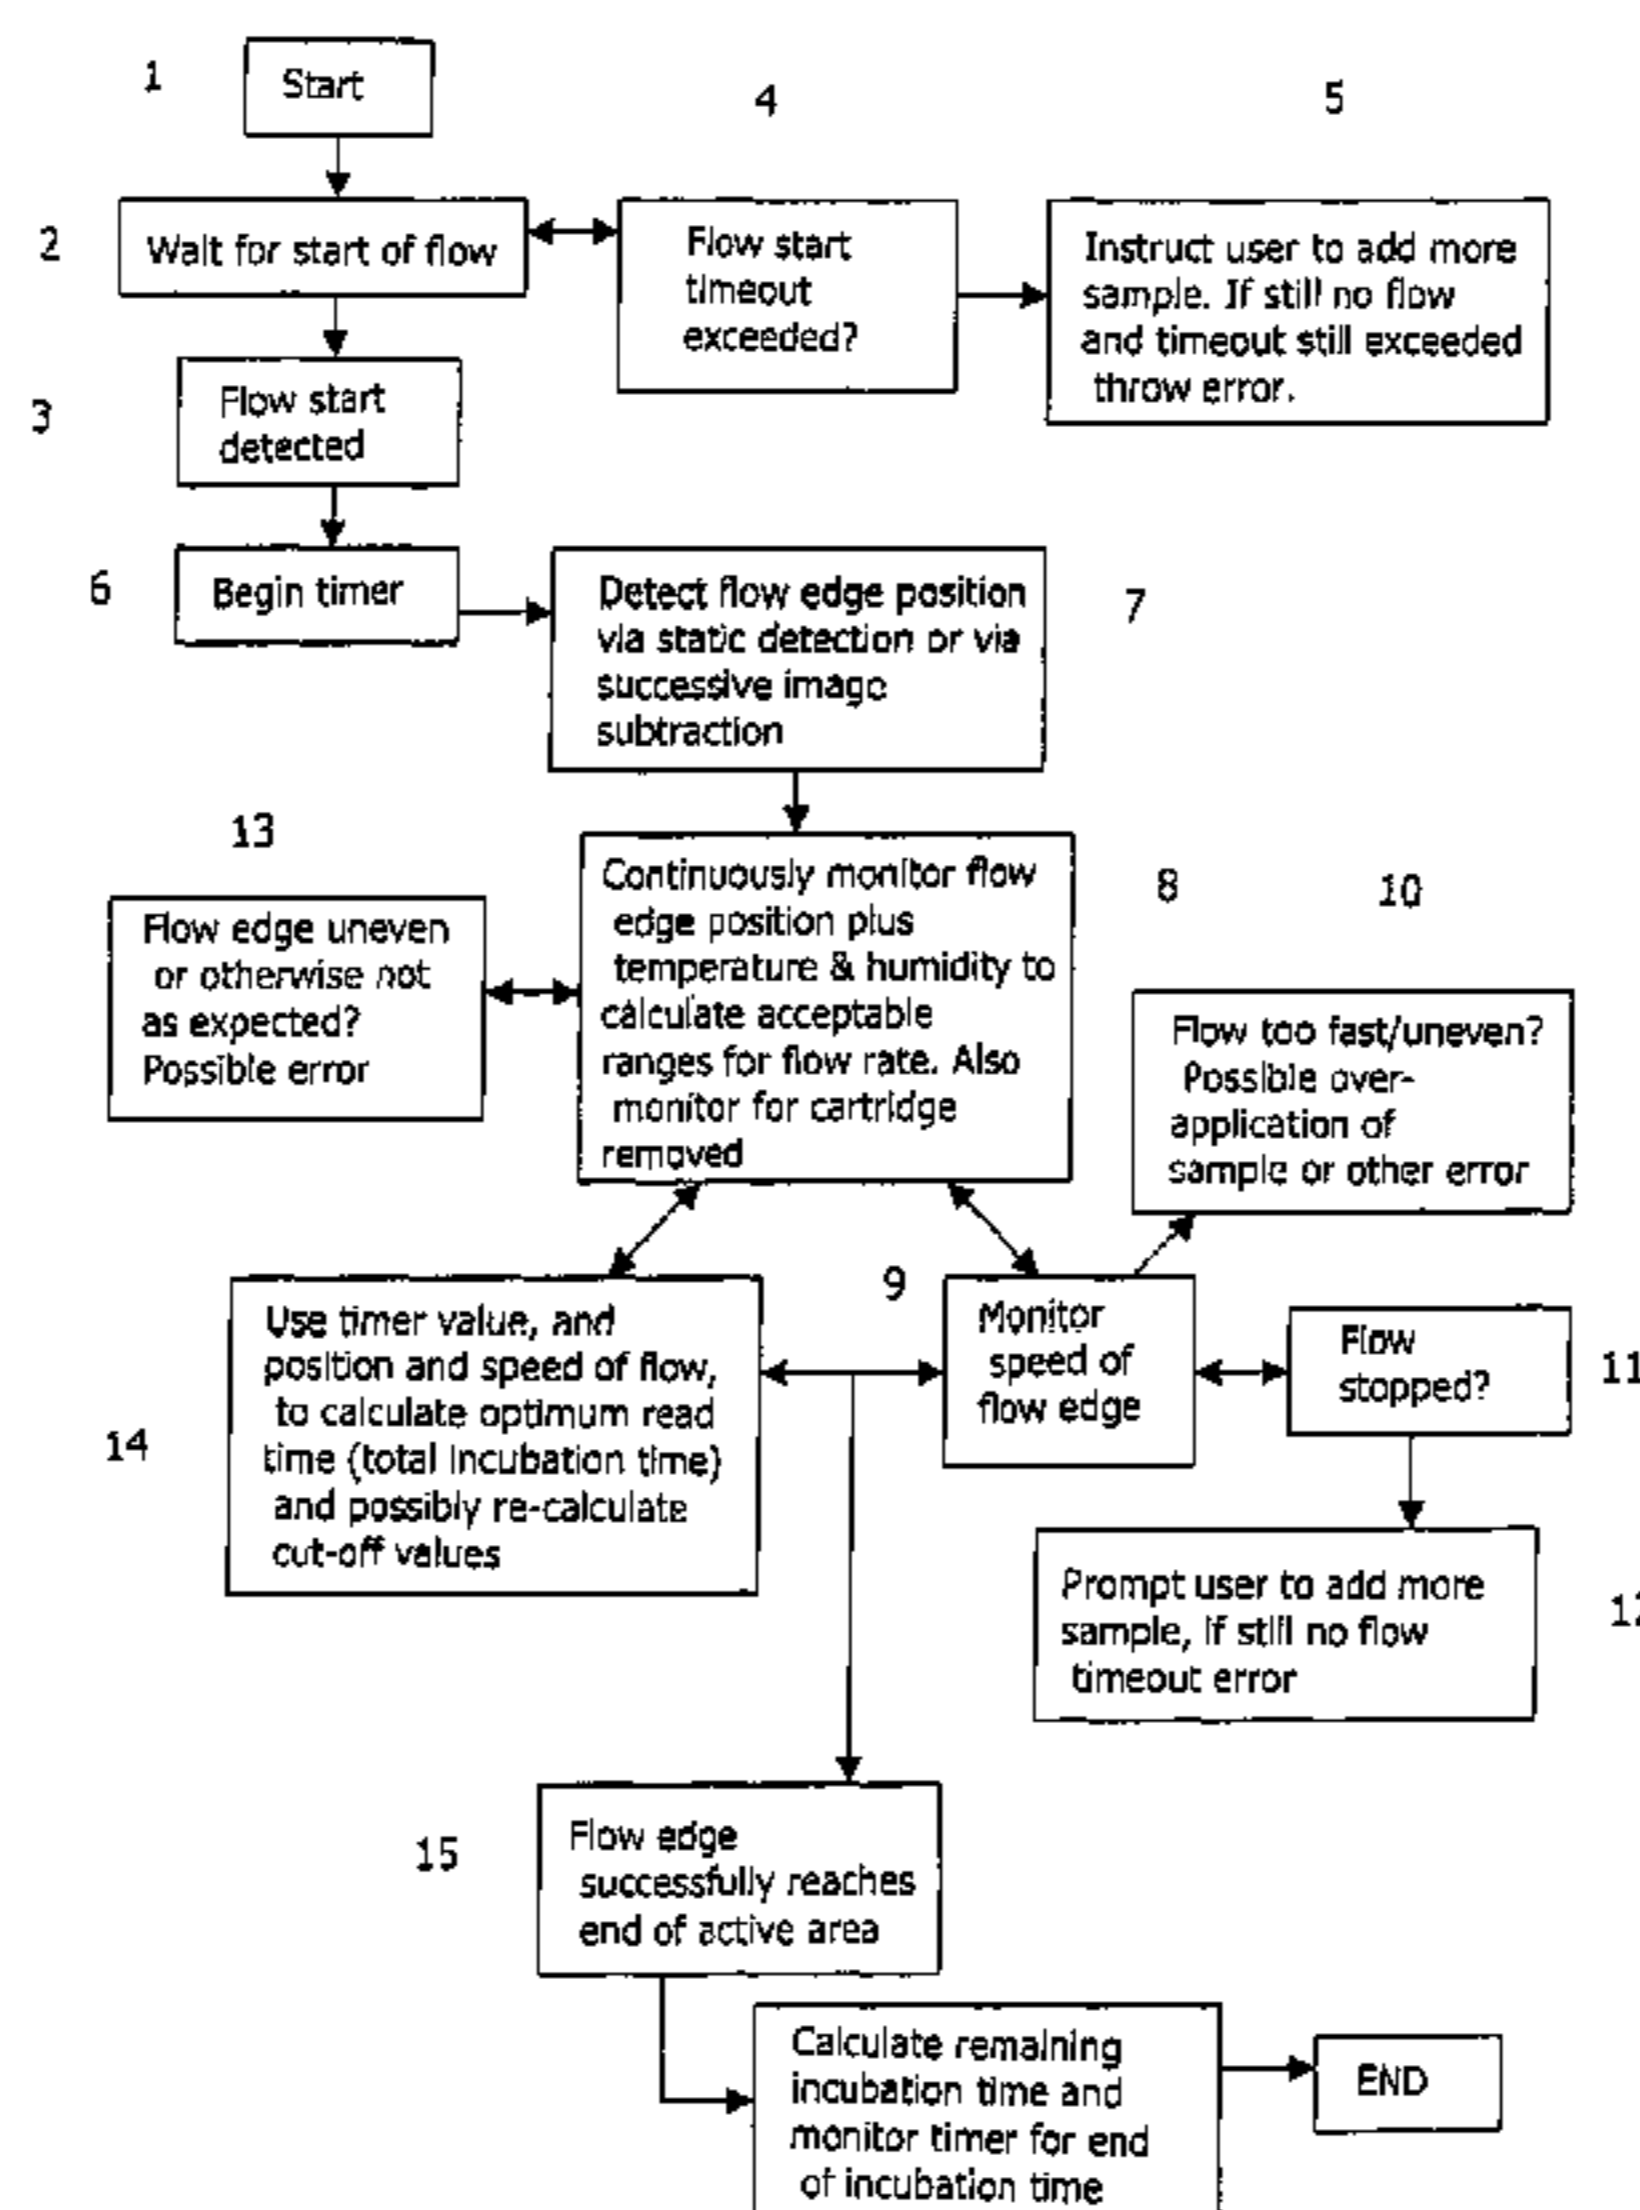 1
Start
4
5
2
Wait for start of flow
Flow start
timeout
exceeded?
Instruct user to add more
sample. If still no flow
and timeout still exceeded
throw error.
3
Flow start
detected
6
Begin timer
Detect flow edge position
via static detection or via
successive image
subtraction
7
13
Flow edge uneven
or otherwise not
as expected?
Possible error
Continuously monitor flow
edge position plus
temperature & humidity to
calculate acceptable
ranges for flow rate. Also
monitor for cartridge
removed
8
10
Flow too fast/uneven?
Possible over-
application of
sample or other error
14
Use timer value, and
position and speed of flow,
to calculate optimum read
time (total incubation time)
and possibly re-calculate
cut-off values
9
Monitor
speed of
flow edge
Flow
stopped?
11
Prompt user to add more
sample, if still no flow
timeout error
15
Flow edge
successfully reaches
end of active area
Calculate remaining
incubation time and
monitor timer for end
of incubation time
END